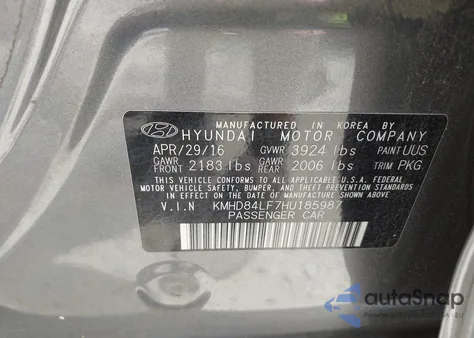 MANUFACTURED IN KOREA BY
HYUNDAI MOTOR COMPANY
APR/29/16 GVWR 3924 lbs PAINT UUS
GAWR FRONT 2183 lbs GAWR REAR 2006 lbs TRIM PKG
THIS VEHICLE CONFORMS TO ALL APPLICABLE U.S.A. FEDERAL
MOTOR VEHICLE SAFETY, BUMPER, AND THEFT PREVENTION STANDARDS
IN EFFECT ON THE DATE OF MANUFACTURE SHOWN ABOVE.
V.I.N KMHD84LF7HU185987
PASSENGER CAR
autoSnap